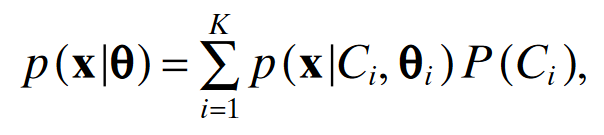 p(𝐱|𝛉) = ∑_{i=1}^{K} p(𝐱|C_i, 𝛉_i) P(C_i),